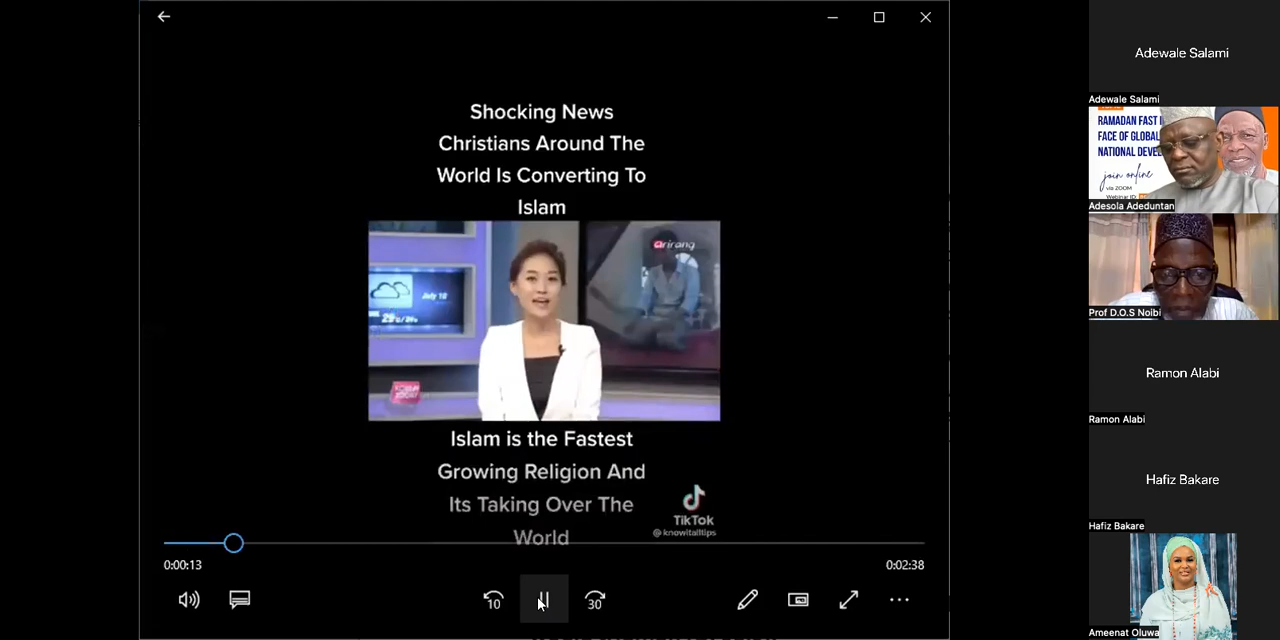 Shocking News
Christians Around The
World Is Converting To
Islam
arirang
July 10
Islam is the Fastest
Growing Religion And
Its Taking Over The
World
TikTok
@knowitalltips
0:00:13
0:02:38
10
30
Adewale Salami
Adewale Salami
RAMADAN FAST
FACE OF GLOBAL
NATIONAL DEVEL
join online
via ZOOM
Webinar ID:
Adesola Adeduntan
Prof D.O.S Noibi
Ramon Alabi
Ramon Alabi
Hafiz Bakare
Hafiz Bakare
Ameenat Oluwa